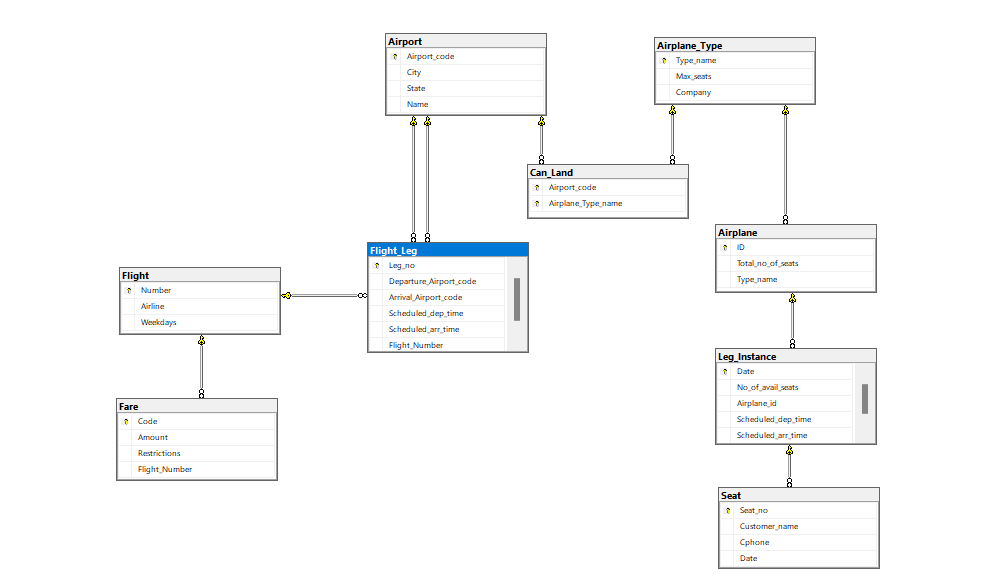 Airport
Airport_code
City
State
Name
Airplane_Type
Type_name
Max_seats
Company
Can_Land
Airport_code
Airplane_Type_name
Airplane
ID
Total_no_of_seats
Type_name
Flight_Leg
Leg_no
Departure_Airport_code
Arrival_Airport_code
Scheduled_dep_time
Scheduled_arr_time
Flight_Number
Flight
Number
Airline
Weekdays
Leg_Instance
Date
No_of_avail_seats
Airplane_id
Scheduled_dep_time
Scheduled_arr_time
Fare
Code
Amount
Restrictions
Flight_Number
Seat
Seat_no
Customer_name
Cphone
Date